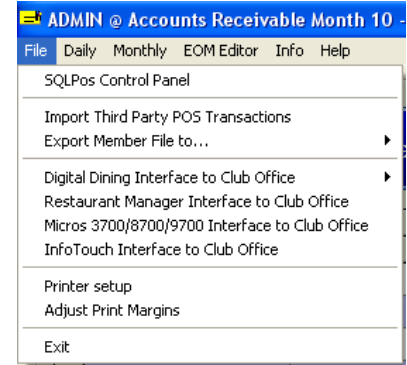 ADMIN @ Accounts Receivable Month 10 -
File Daily Monthly EOM Editor Info Help
SQLPos Control Panel
Import Third Party POS Transactions
Export Member File to...
Digital Dining Interface to Club Office
Restaurant Manager Interface to Club Office
Micros 3700/8700/9700 Interface to Club Office
InfoTouch Interface to Club Office
Printer setup
Adjust Print Margins
Exit